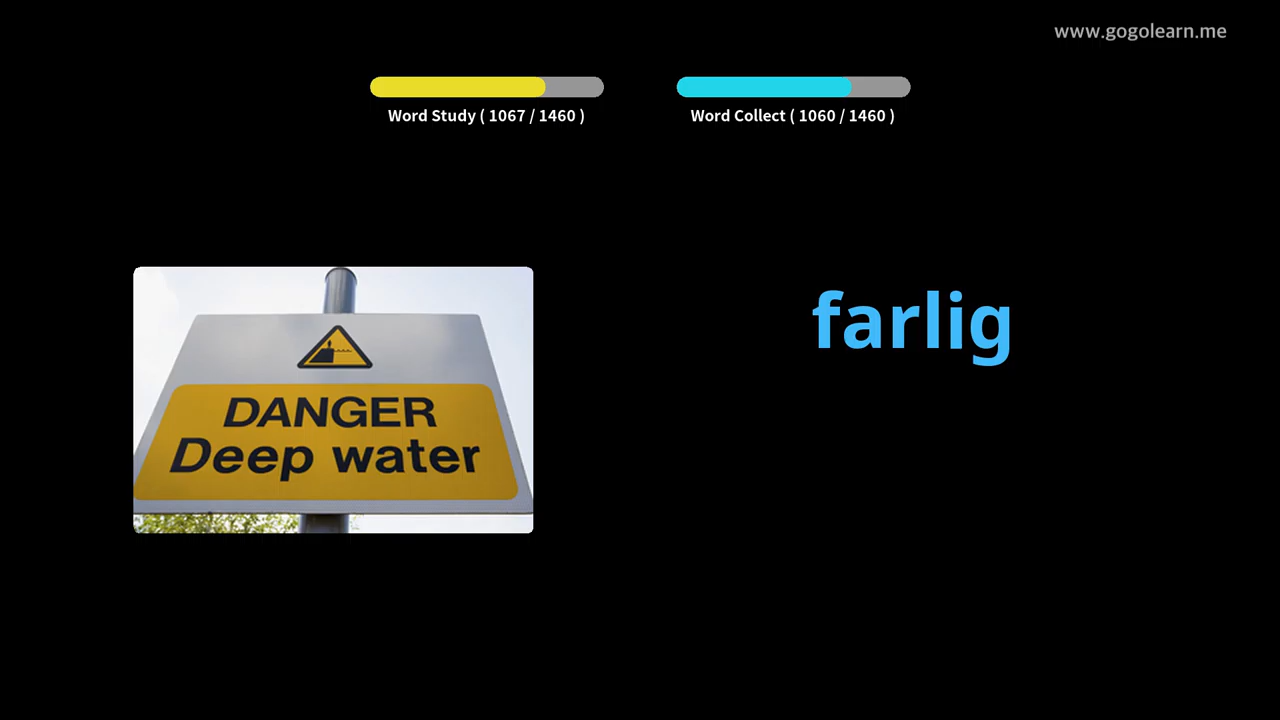 www.gogolearn.me
Word Study ( 1067 / 1460 )
Word Collect ( 1060 / 1460 )
DANGER
Deep water
farlig